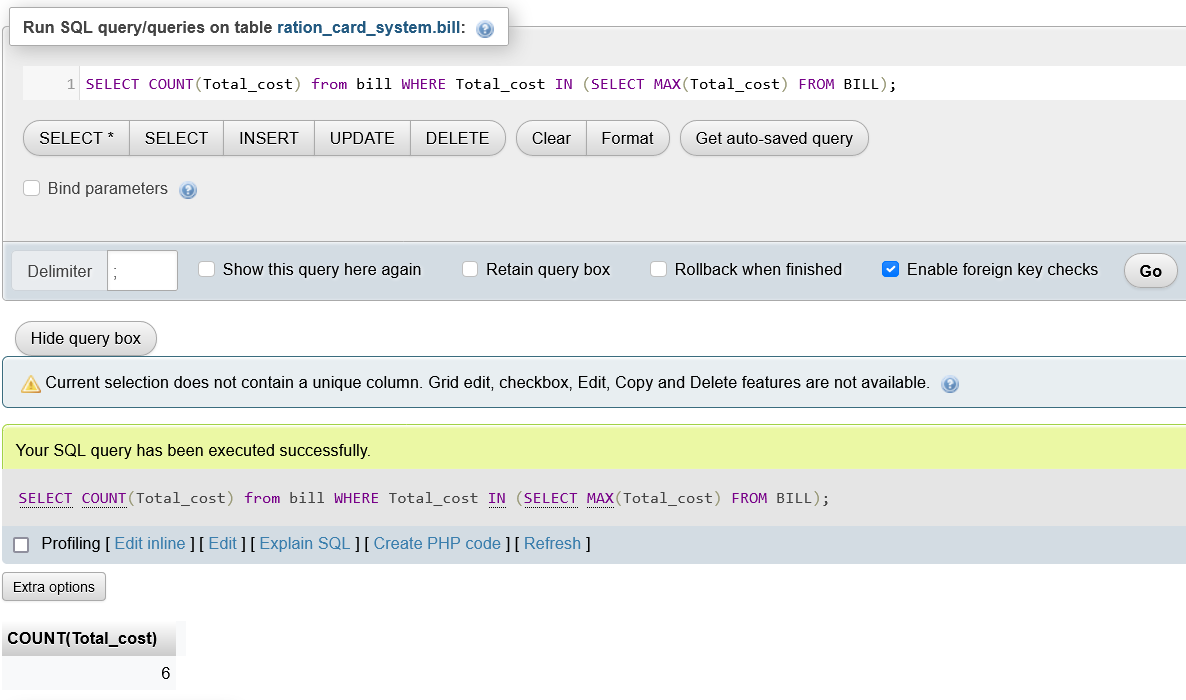 Run SQL query/queries on table ration_card_system.bill:
1 SELECT COUNT(Total_cost) from bill WHERE Total_cost IN (SELECT MAX(Total_cost) FROM BILL);
SELECT * SELECT INSERT UPDATE DELETE Clear Format Get auto-saved query
Bind parameters
Delimiter ; Show this query here again Retain query box Rollback when finished Enable foreign key checks Go
Hide query box
Current selection does not contain a unique column. Grid edit, checkbox, Edit, Copy and Delete features are not available.
Your SQL query has been executed successfully.
SELECT COUNT(Total_cost) from bill WHERE Total_cost IN (SELECT MAX(Total_cost) FROM BILL);
Profiling [ Edit inline ] [ Edit ] [ Explain SQL ] [ Create PHP code ] [ Refresh ]
Extra options
COUNT(Total_cost)
6